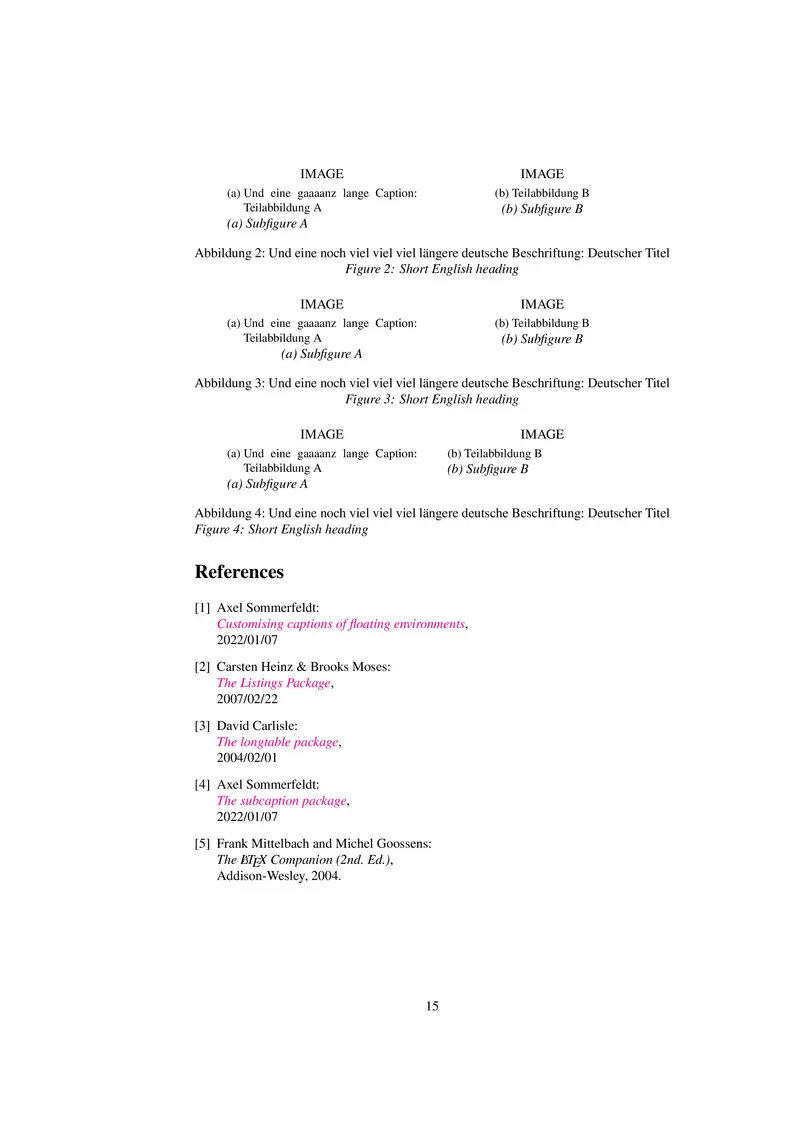 IMAGE
(a) Und eine gaaaanz lange Caption:
Teilabbildung A
(a) Subfigure A
IMAGE
(b) Teilabbildung B
(b) Subfigure B
Abbildung 2: Und eine noch viel viel viel längere deutsche Beschriftung: Deutscher Titel
Figure 2: Short English heading
IMAGE
(a) Und eine gaaaanz lange Caption:
Teilabbildung A
(a) Subfigure A
IMAGE
(b) Teilabbildung B
(b) Subfigure B
Abbildung 3: Und eine noch viel viel viel längere deutsche Beschriftung: Deutscher Titel
Figure 3: Short English heading
IMAGE
(a) Und eine gaaaanz lange Caption:
Teilabbildung A
(a) Subfigure A
IMAGE
(b) Teilabbildung B
(b) Subfigure B
Abbildung 4: Und eine noch viel viel viel längere deutsche Beschriftung: Deutscher Titel
Figure 4: Short English heading
References
[1] Axel Sommerfeldt:
Customising captions of floating environments,
2022/01/07
[2] Carsten Heinz & Brooks Moses:
The Listings Package,
2007/02/22
[3] David Carlisle:
The longtable package,
2004/02/01
[4] Axel Sommerfeldt:
The subcaption package,
2022/01/07
[5] Frank Mittelbach and Michel Goossens:
The LATEX Companion (2nd. Ed.),
Addison-Wesley, 2004.
15